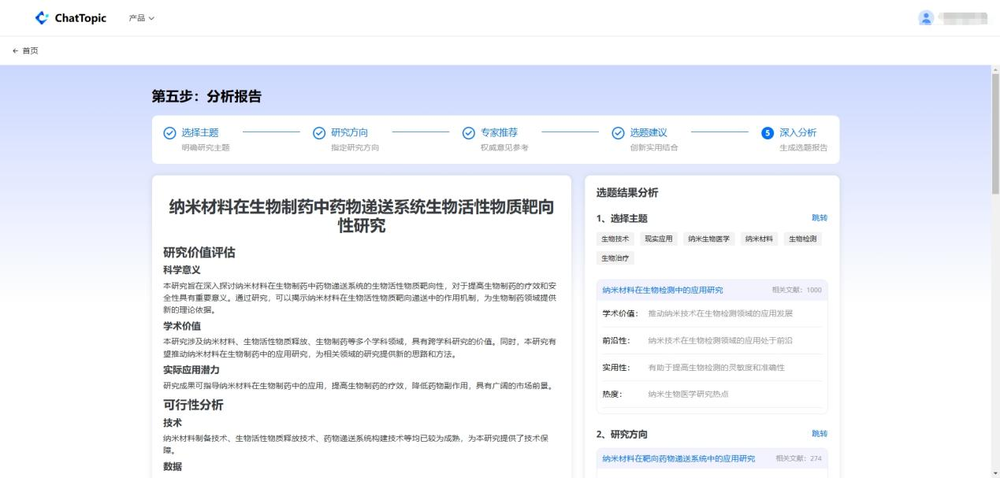 ChatTopic
产品
← 首页
第五步：分析报告
选择主题
明确研究主题
研究方向
指定研究方向
专家推荐
权威意见参考
选题建议
创新实用结合
5
深入分析
生成选题报告
纳米材料在生物制药中药物递送系统生物活性物质靶向
性研究
研究价值评估
科学意义
本研究旨在深入探讨纳米材料在生物制药中药物递送系统的生物活性物质靶向性，对于提高生物制药的疗效和安
全性具有重要意义。通过研究，可以揭示纳米材料在生物活性物质靶向递送中的作用机制，为生物制药领域提供
新的理论依据。
学术价值
本研究涉及纳米材料、生物活性物质释放、生物制药等多个学科领域，具有跨学科研究的价值。同时，本研究有
望推动纳米材料在生物制药中的应用研究，为相关领域的研究提供新的思路和方法。
实际应用潜力
研究成果可指导纳米材料在生物制药中的应用，提高生物制药的疗效，降低药物副作用，具有广阔的市场前景。
可行性分析
技术
纳米材料制备技术、生物活性物质释放技术、药物递送系统构建技术等均已较为成熟，为本研究提供了技术保
障。
数据
选题结果分析
1、选择主题
跳转
生物技术 现实应用 纳米生物医学 纳米材料 生物检测
生物治疗
纳米材料在生物检测中的应用研究 相关文献：1000
学术价值： 推动纳米技术在生物检测领域的应用发展
前沿性： 纳米技术在生物检测领域的应用处于前沿
实用性： 有助于提高生物检测的灵敏度和准确性
热度： 纳米生物医学研究热点
2、研究方向
跳转
纳米材料在靶向药物递送系统中的应用研究 相关文献：274